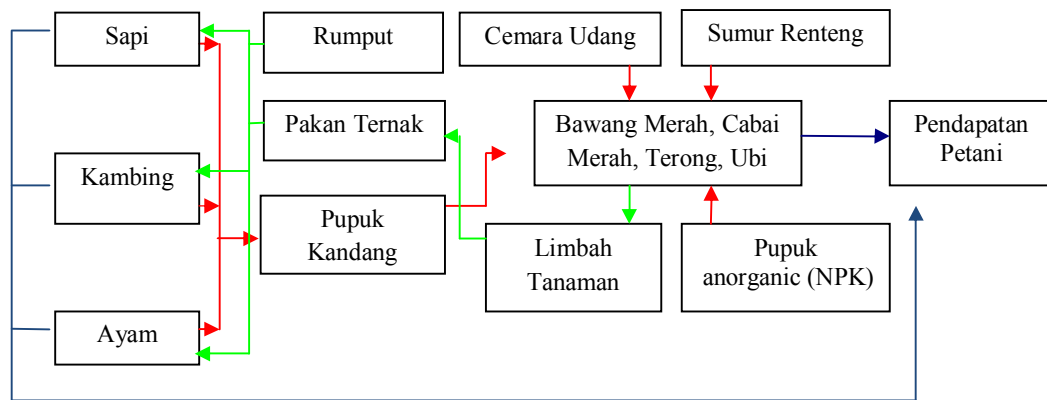 Sapi
Rumput
Cemara Udang
Sumur Renteng
Pakan Ternak
Bawang Merah, Cabai
Merah, Terong, Ubi
Pendapatan
Petani
Kambing
Pupuk
Kandang
Limbah
Tanaman
Pupuk
anorganic (NPK)
Ayam